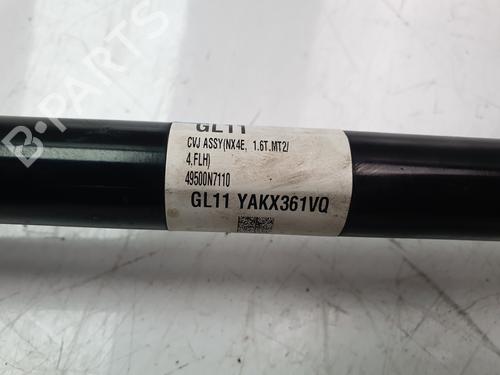 GL11
CVJ ASSY(NX4E, 1.6T.MT2/
4.FLH)
49500N7110
GL11 YAKX361VQ
B-PARTS